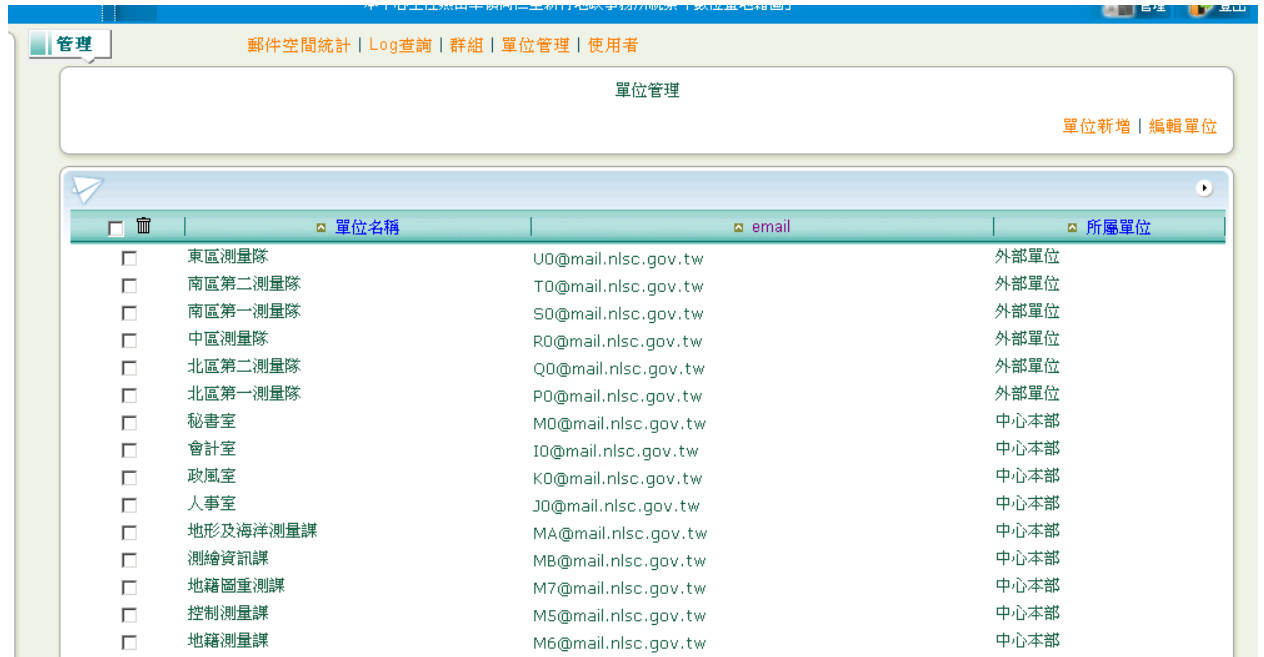 管理 登出
管理 郵件空間統計 | Log查詢 | 群組 | 單位管理 | 使用者
單位管理
單位新增 | 編輯單位
單位名稱 email 所屬單位
東區測量隊 U0@mail.nlsc.gov.tw 外部單位
南區第二測量隊 T0@mail.nlsc.gov.tw 外部單位
南區第一測量隊 S0@mail.nlsc.gov.tw 外部單位
中區測量隊 R0@mail.nlsc.gov.tw 外部單位
北區第二測量隊 Q0@mail.nlsc.gov.tw 外部單位
北區第一測量隊 P0@mail.nlsc.gov.tw 外部單位
秘書室 M0@mail.nlsc.gov.tw 中心本部
會計室 I0@mail.nlsc.gov.tw 中心本部
政風室 K0@mail.nlsc.gov.tw 中心本部
人事室 J0@mail.nlsc.gov.tw 中心本部
地形及海洋測量課 MA@mail.nlsc.gov.tw 中心本部
測繪資訊課 MB@mail.nlsc.gov.tw 中心本部
地籍圖重測課 M7@mail.nlsc.gov.tw 中心本部
控制測量課 M5@mail.nlsc.gov.tw 中心本部
地籍測量課 M6@mail.nlsc.gov.tw 中心本部